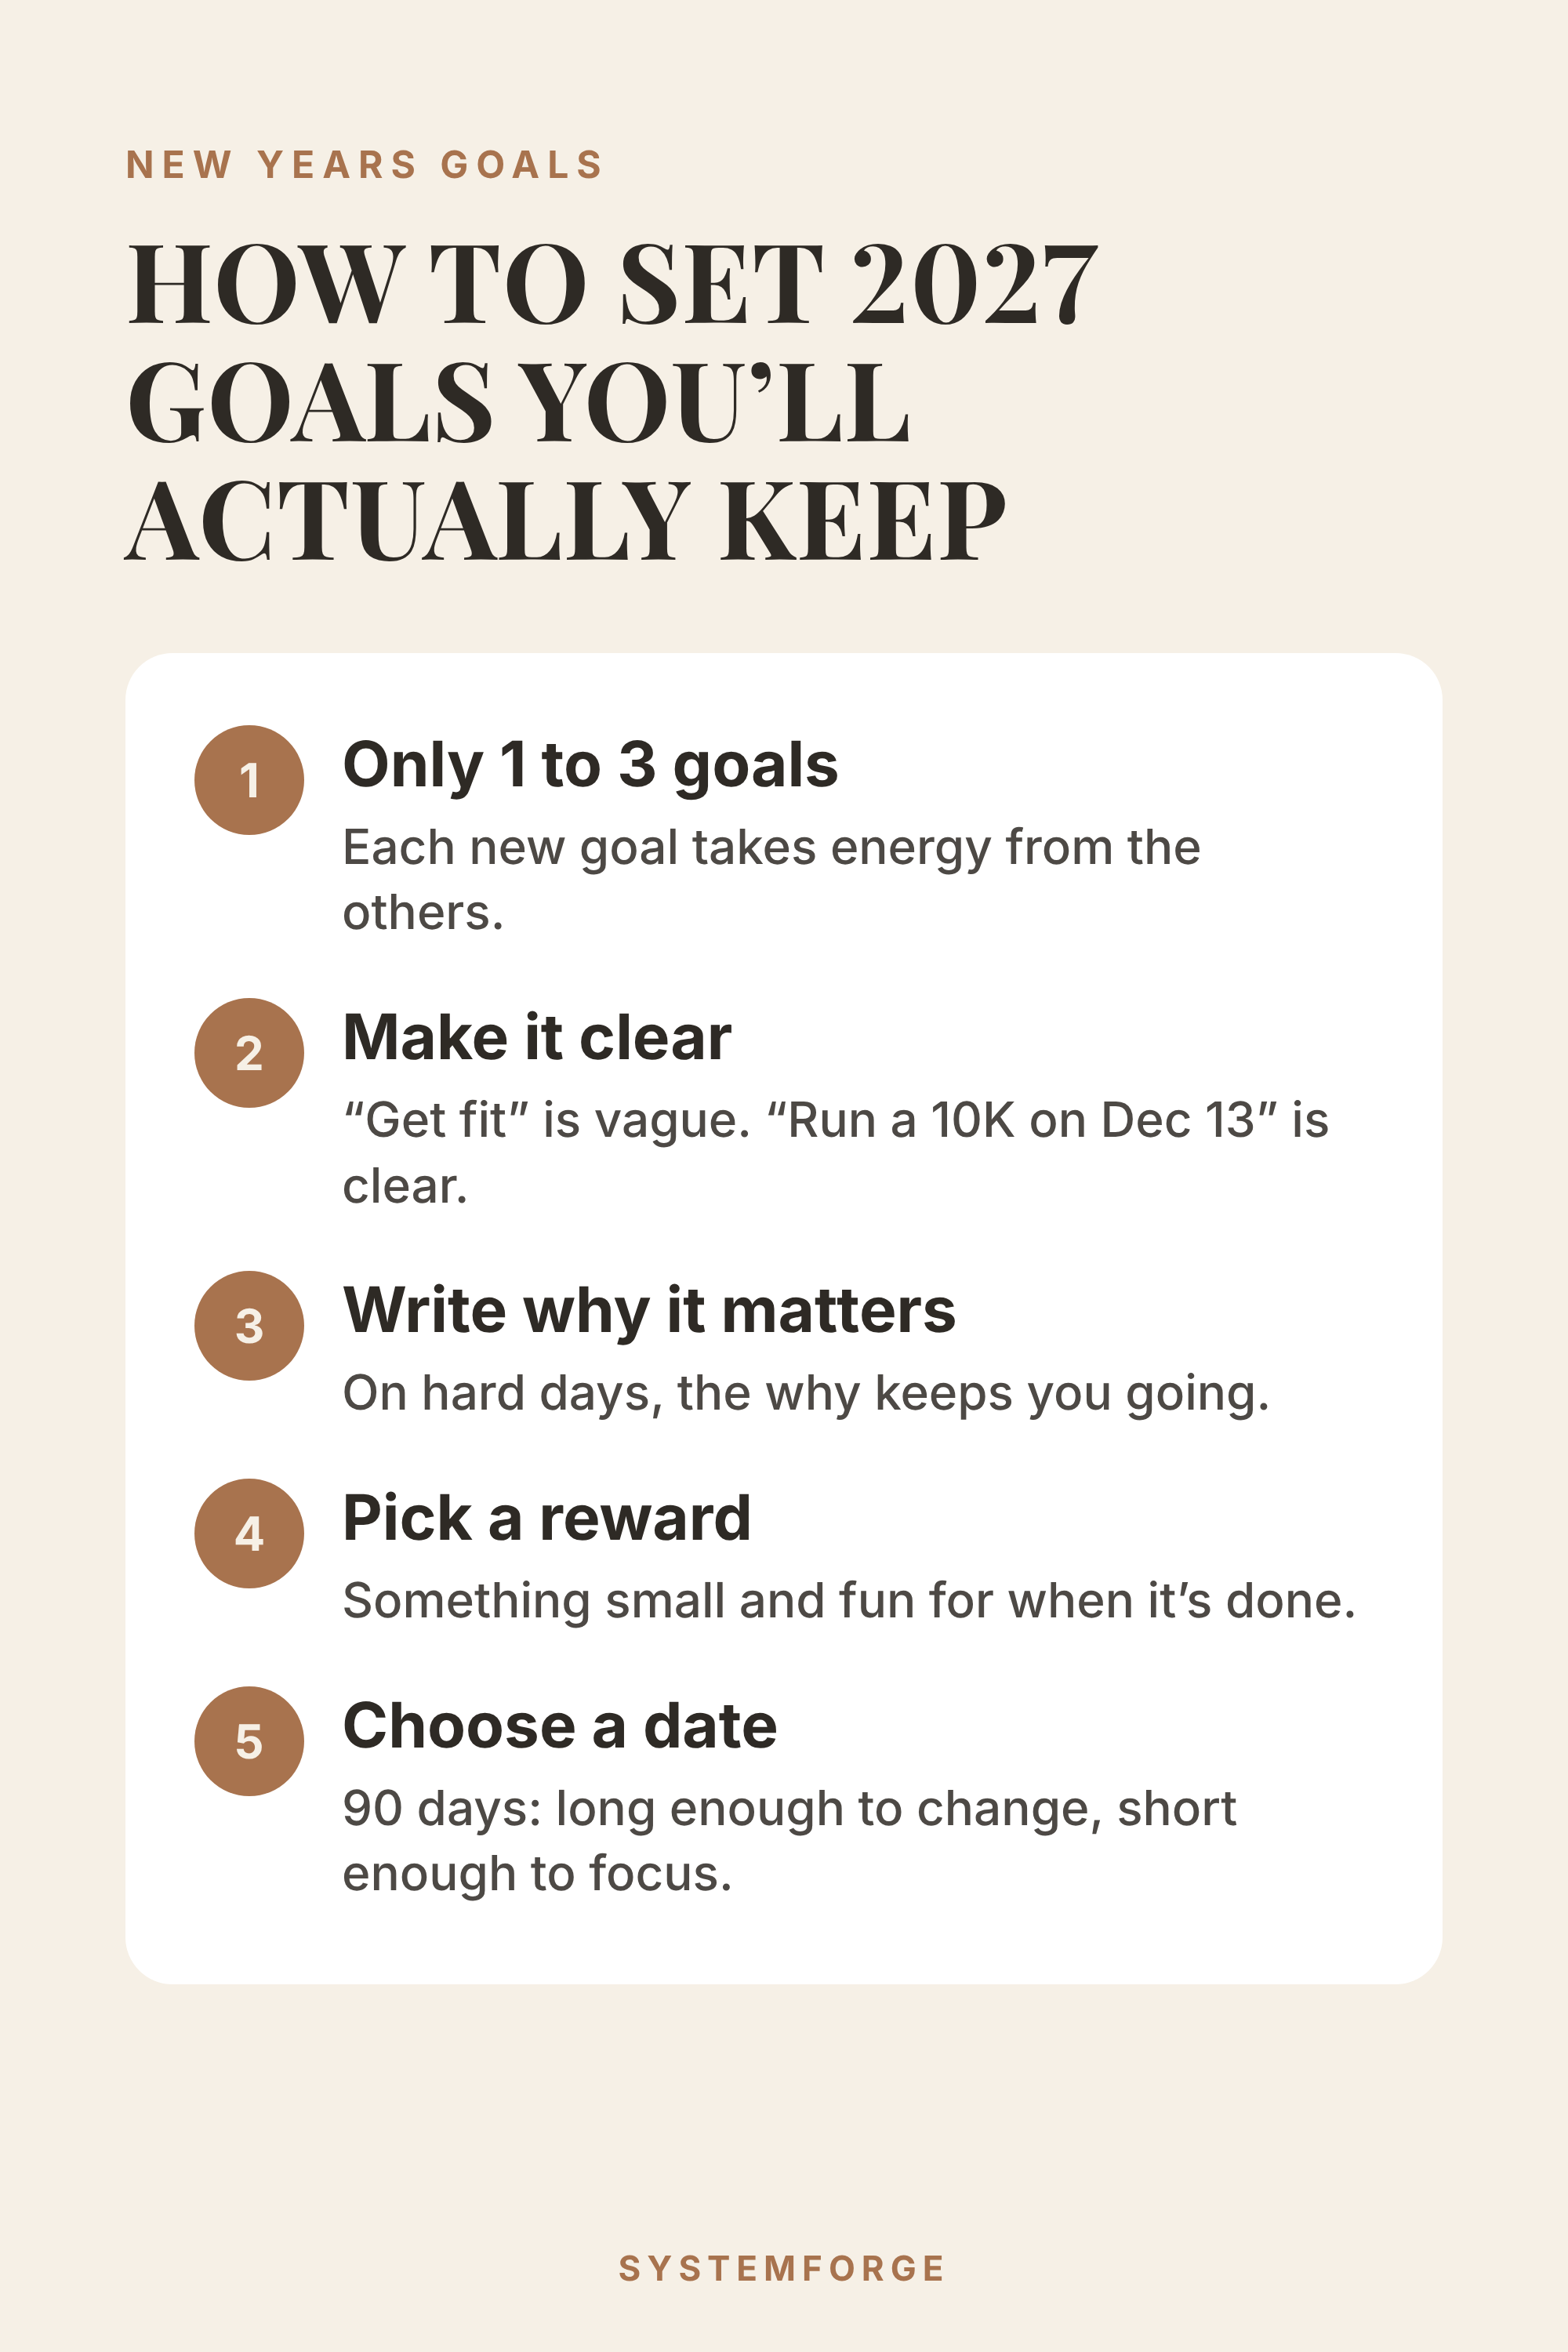 NEW YEARS GOALS
HOW TO SET 2027
GOALS YOU’LL
ACTUALLY KEEP
1
Only 1 to 3 goals
Each new goal takes energy from the
others.
2
Make it clear
“Get fit” is vague. “Run a 10K on Dec 13” is
clear.
3
Write why it matters
On hard days, the why keeps you going.
4
Pick a reward
Something small and fun for when it’s done.
5
Choose a date
90 days: long enough to change, short
enough to focus.
SYSTEMFORGE